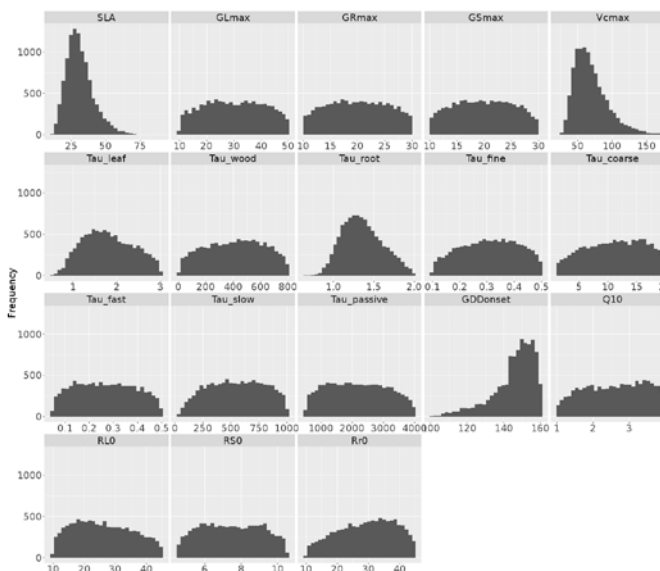 SLA GLmax GRmax GSmax Vcmax
1000
500
0
25 50 75 10 20 30 40 50 10 15 20 25 30 10 15 20 25 30 50 100 150
Tau_leaf Tau_wood Tau_root Tau_fine Tau_coarse
1000
500
0
1 2 3 0 200 400 600 800 1.0 1.5 2.0 0.1 0.2 0.3 0.4 0.5 5 10 15
Frequency
Tau_fast Tau_slow Tau_passive GDDonset Q10
1000
500
0
0.1 0.2 0.3 0.4 0.5 0 250 500 750 1000 1000 2000 3000 4000 100 120 140 160 1 2 3
RL0 RS0 Rr0
1000
500
0
10 20 30 40 6 8 10 10 20 30 40